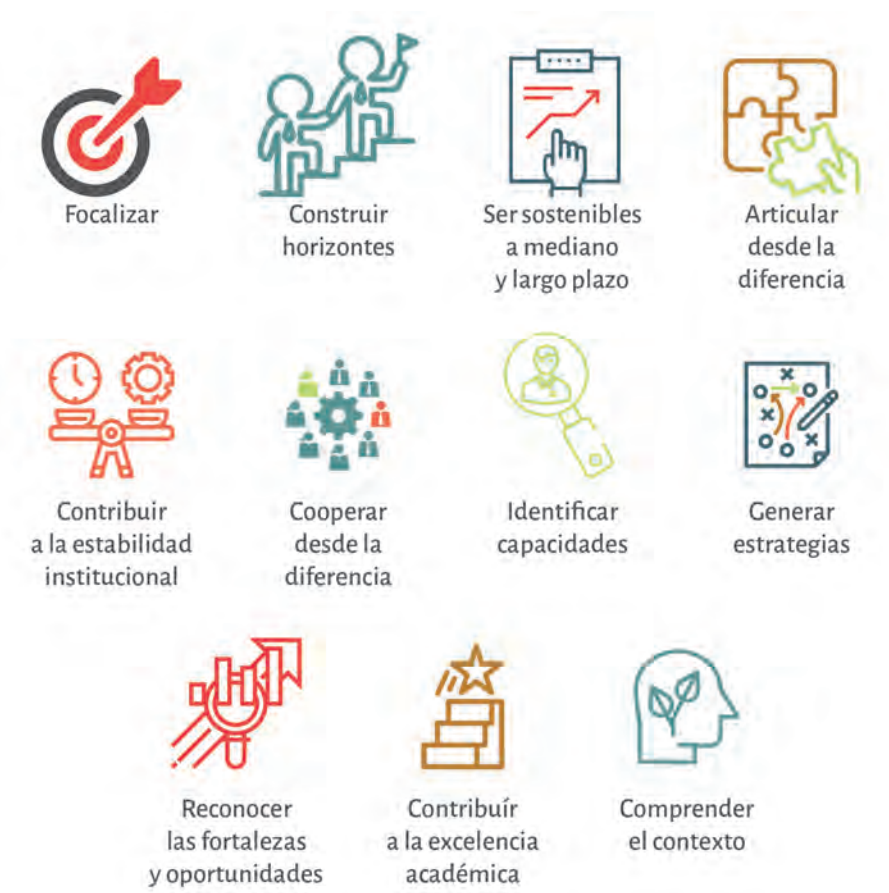 Focalizar
Construir
horizontes
Ser sostenibles
a mediano
y largo plazo
Articular
desde la
diferencia
Contribuir
a la estabilidad
institucional
Cooperar
desde la
diferencia
Identificar
capacidades
Generar
estrategias
Reconocer
las fortalezas
y oportunidades
Contribuír
a la excelencia
académica
Comprender
el contexto